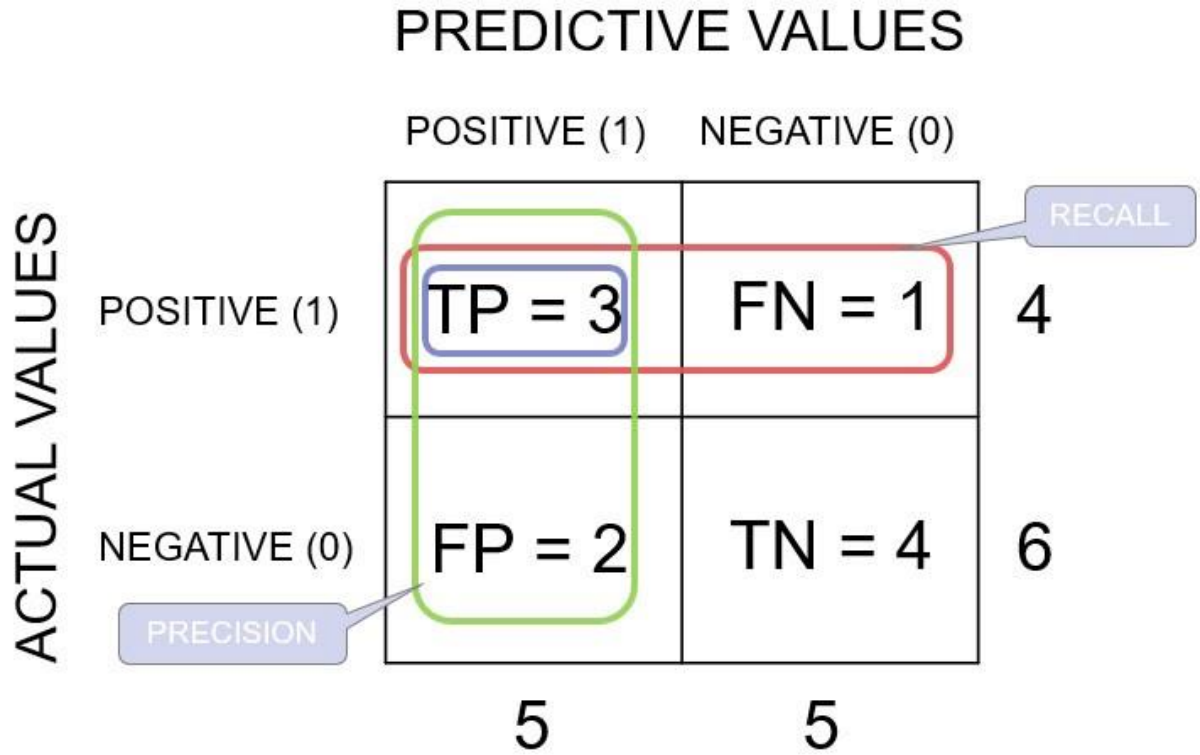 PREDICTIVE VALUES
POSITIVE (1) NEGATIVE (0)
RECALL
ACTUAL VALUES
POSITIVE (1) TP = 3 FN = 1 4
NEGATIVE (0) FP = 2 TN = 4 6
PRECISION
5 5